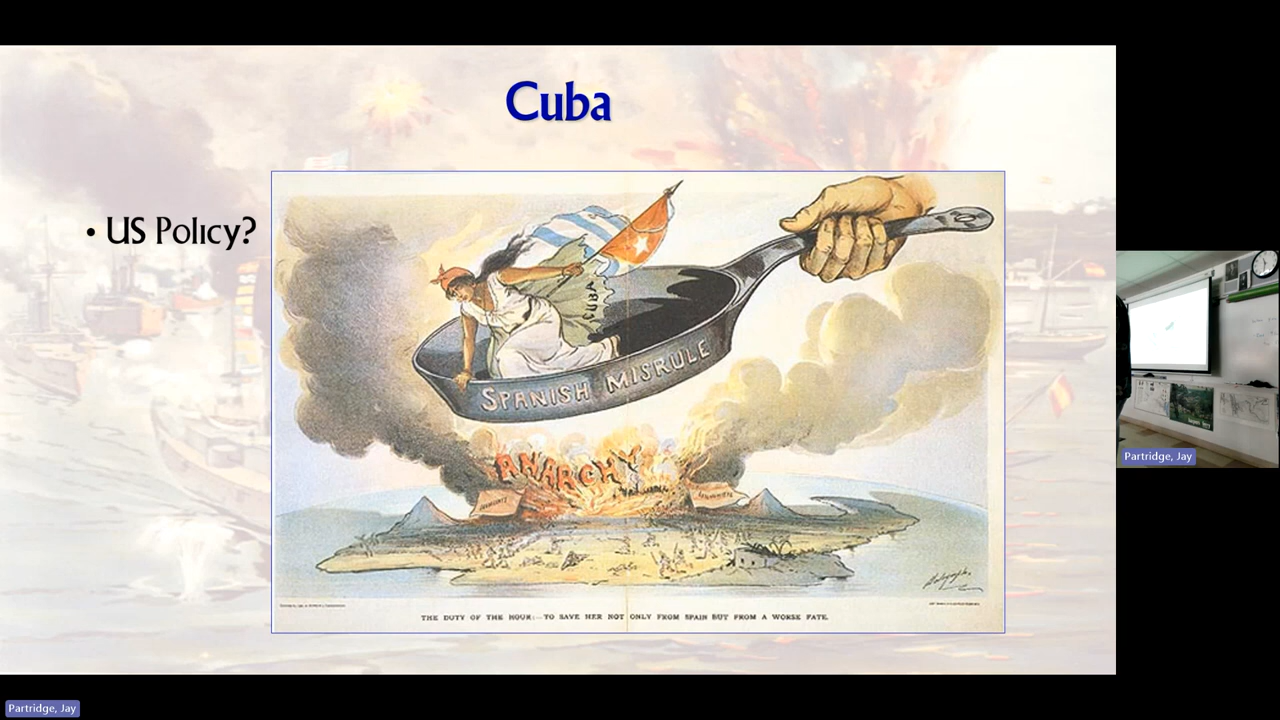 Cuba
• US Policy?
CUBA
SPANISH MISRULE
ANARCHY
THE DUTY OF THE HOUR:—TO SAVE HER NOT ONLY FROM SPAIN BUT FROM A WORSE FATE.
Partridge, Jay
Partridge, Jay